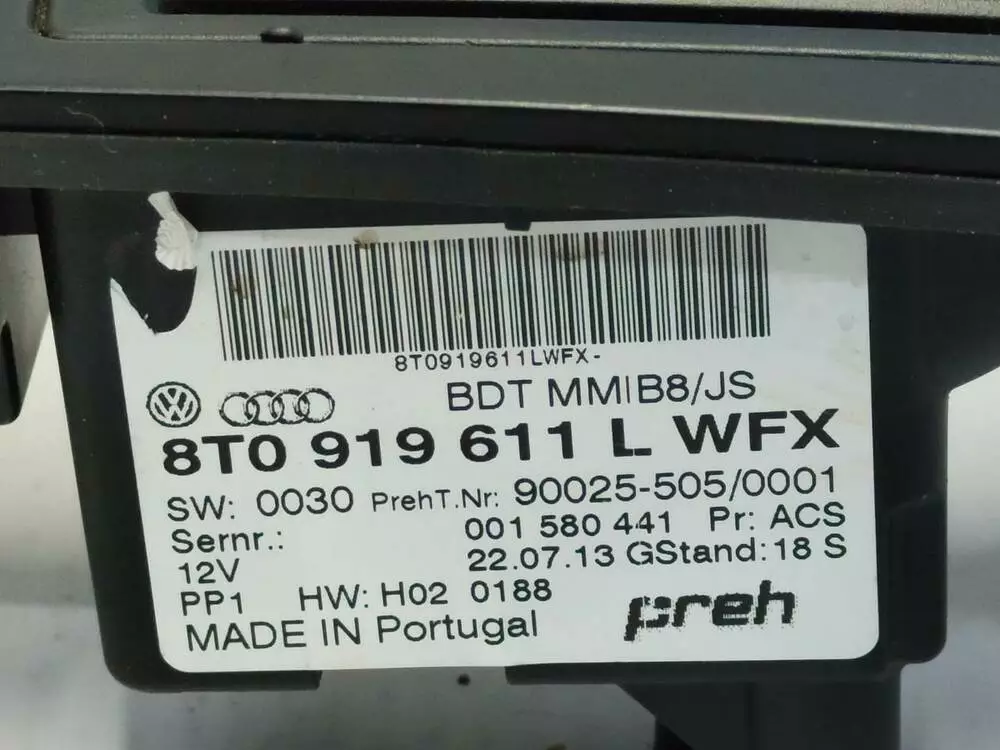 8T0919611LWFX-
BDT MMIB8/JS
8T0 919 611 L WFX
SW: 0030 PrehT.Nr: 90025-505/0001
Sernr.: 001 580 441 Pr: ACS
12V 22.07.13 GStand: 18 S
PP1 HW: H02 0188
preh
MADE IN Portugal